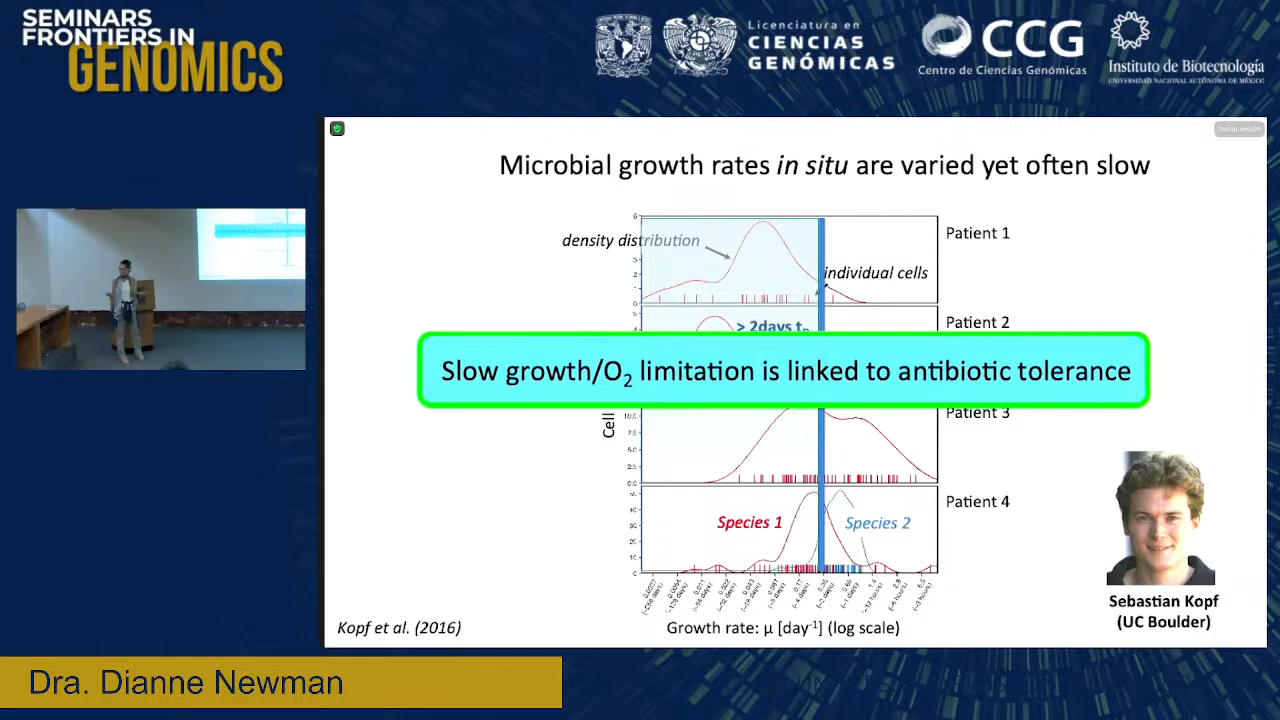 SEMINARS
FRONTIERS IN
GENOMICS
Licenciatura en
CIENCIAS
GENÓMICAS
CCG
Centro de Ciencias Genómicas
Instituto de Biotecnología
UNIVERSIDAD NACIONAL AUTÓNOMA DE MÉXICO
Microbial growth rates in situ are varied yet often slow
density distribution
individual cells
Patient 1
> 2days t
Patient 2
Slow growth/O₂ limitation is linked to antibiotic tolerance
Cell
Patient 3
Species 1
Species 2
Patient 4
Growth rate: µ [day⁻¹] (log scale)
Kopf et al. (2016)
Sebastian Kopf
(UC Boulder)
Dra. Dianne Newman